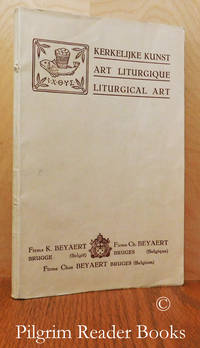 ΙΧΘΥΣ
KERKELIJKE KUNST
ART LITURGIQUE
LITURGICAL ART
Firma K. BEYAERT
BRUGGE (België)
Firme Ch. BEYAERT
BRUGES (Belgique)
Firme Chas BEYAERT BRUGES (Belgium)
©
Pilgrim Reader Books